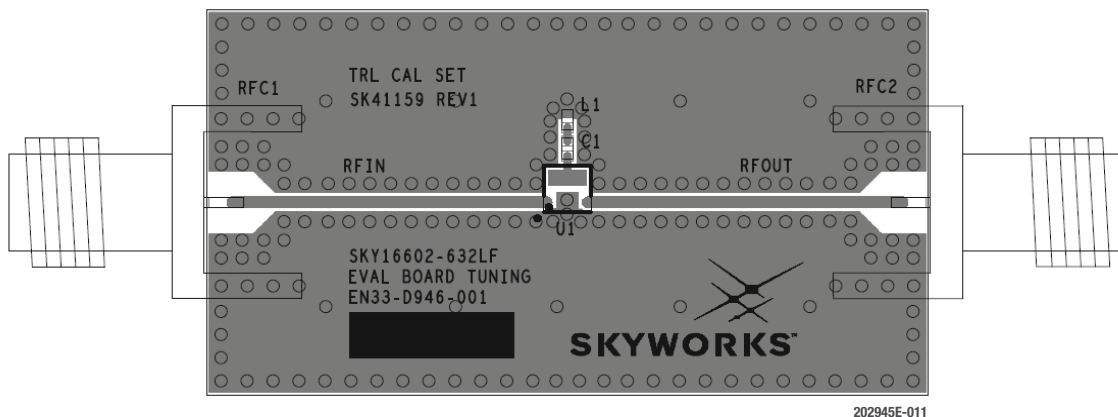 TRL CAL SET
SK41159 REV1
RFC1
RFC2
L1
C1
RFIN
RFOUT
U1
SKY16602-632LF
EVAL BOARD TUNING
EN33-D946-001
SKYWORKS™
202945E-011